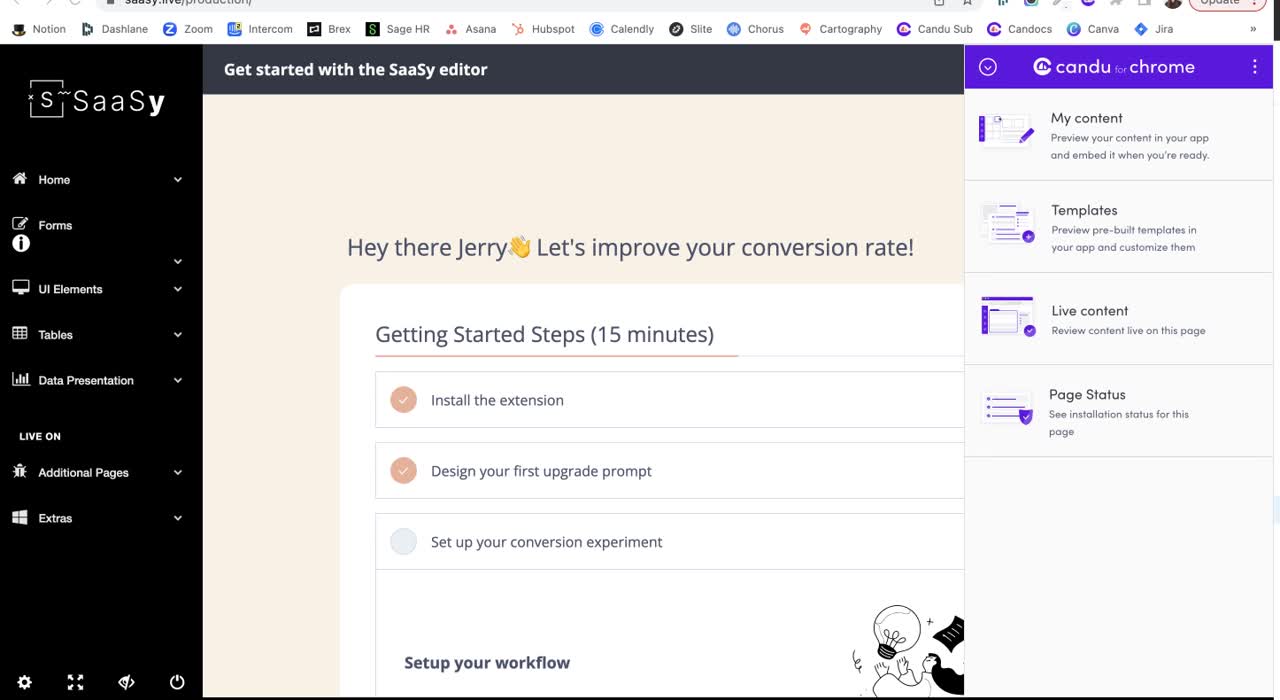 saasy.live/production/
Update
Notion
Dashlane
Zoom
Intercom
Brex
Sage HR
Asana
Hubspot
Calendly
Slite
Chorus
Cartography
Candu Sub
Candocs
Canva
Jira
»
S SaaSy
Home
Forms
UI Elements
Tables
Data Presentation
LIVE ON
Additional Pages
Extras
Get started with the SaaSy editor
Hey there Jerry👋 Let's improve your conversion rate!
Getting Started Steps (15 minutes)
Install the extension
Design your first upgrade prompt
Set up your conversion experiment
Setup your workflow
candu for chrome
My content
Preview your content in your app
and embed it when you're ready.
Templates
Preview pre-built templates in
your app and customize them
Live content
Review content live on this page
Page Status
See installation status for this
page